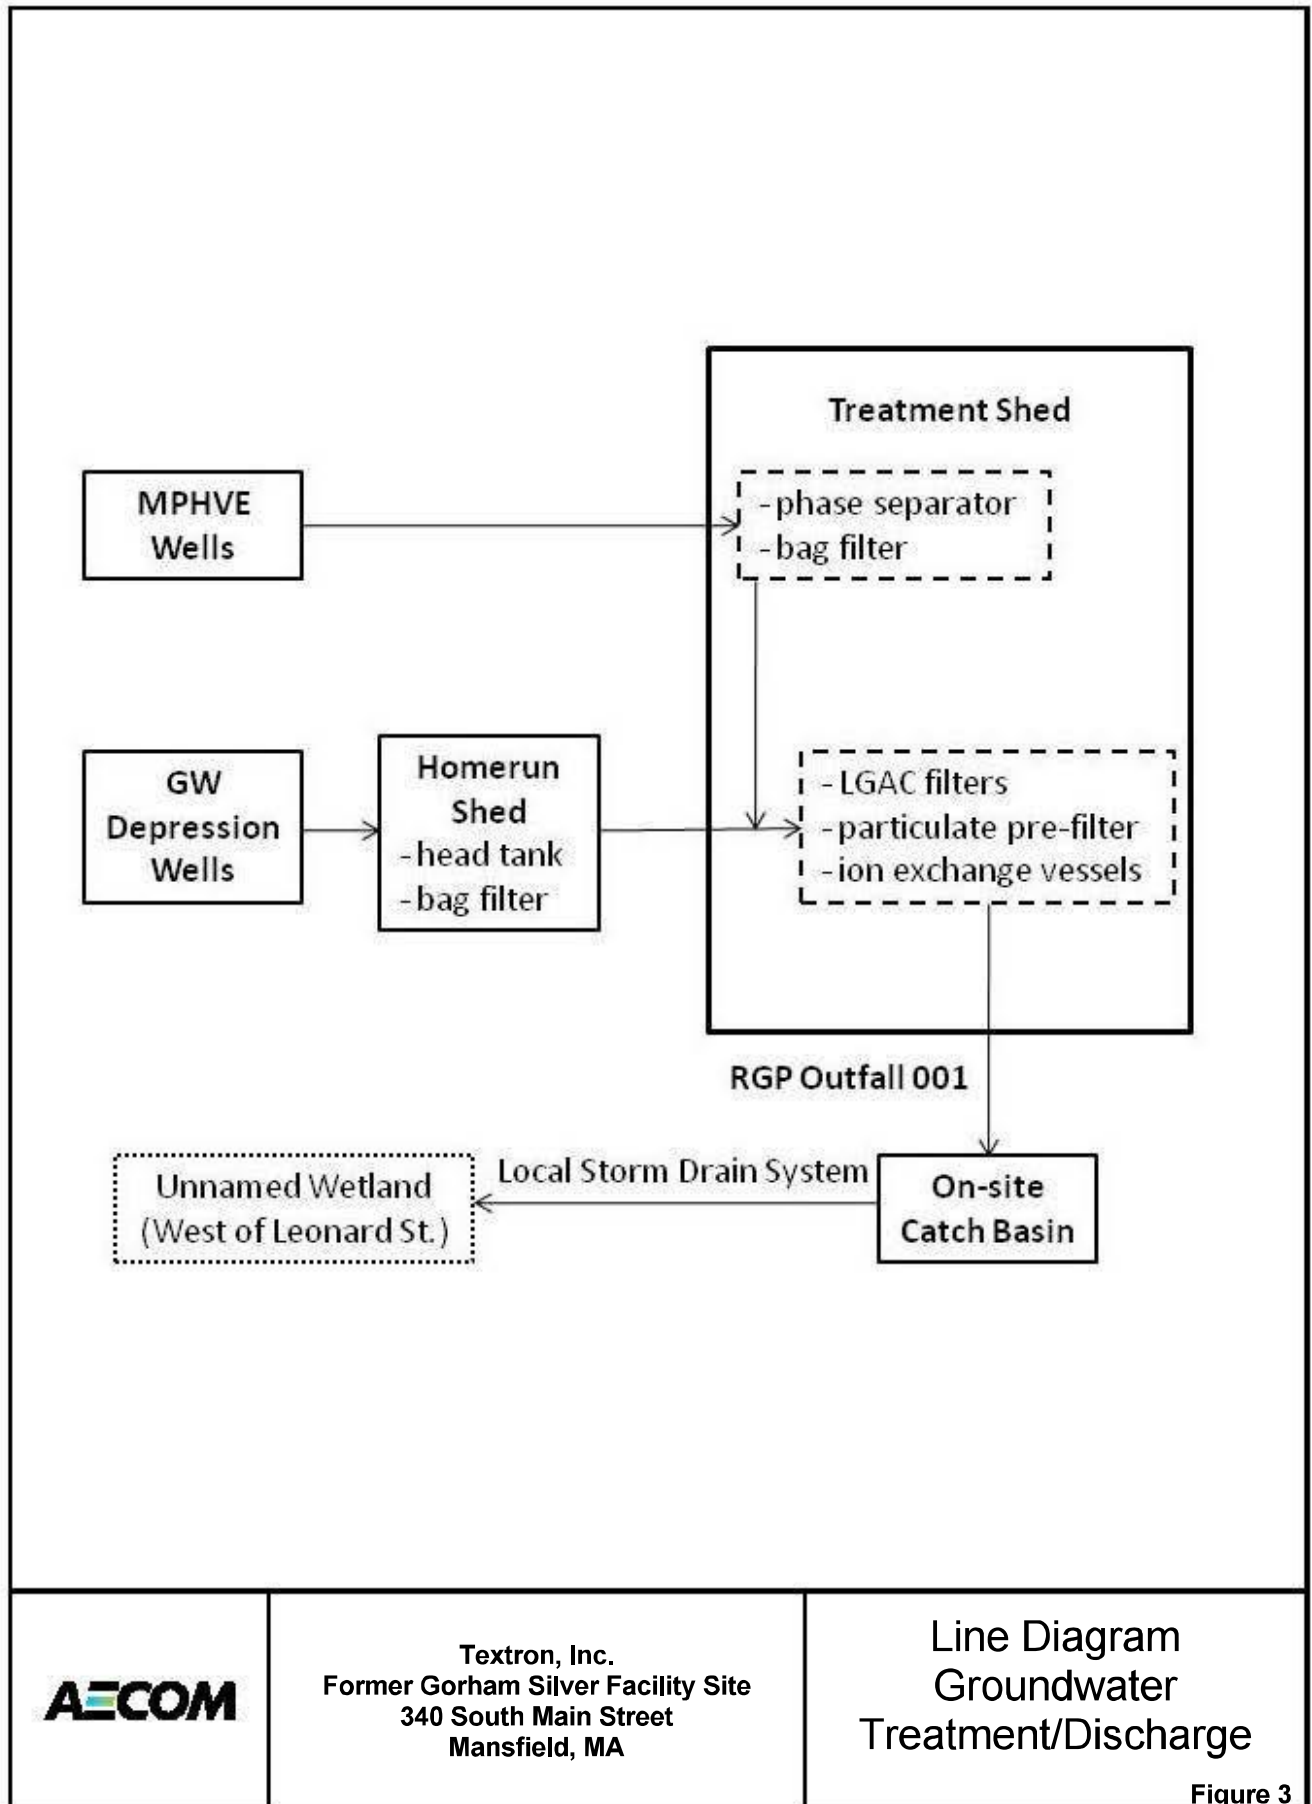 Treatment Shed
MPHVE
Wells
-phase separator
-bag filter
GW
Depression
Wells
Homerun
Shed
-head tank
-bag filter
-LGAC filters
-particulate pre-filter
-ion exchange vessels
RGP Outfall 001
Unnamed Wetland
(West of Leonard St.)
Local Storm Drain System
On-site
Catch Basin
AECOM
Textron, Inc.
Former Gorham Silver Facility Site
340 South Main Street
Mansfield, MA
Line Diagram
Groundwater
Treatment/Discharge
Figure 3